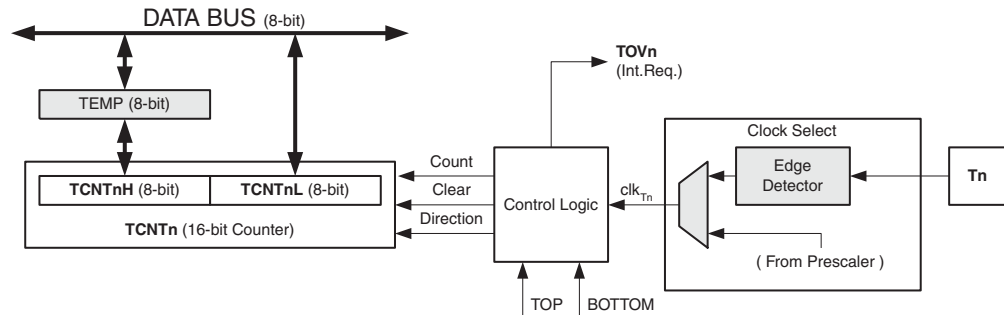 DATA BUS (8-bit)
TOVn
(Int.Req.)
TEMP (8-bit)
Clock Select
TCNTnH (8-bit)
TCNTnL (8-bit)
TCNTn (16-bit Counter)
Count
Clear
Direction
Control Logic
clkTn
Edge
Detector
Tn
( From Prescaler )
TOP
BOTTOM